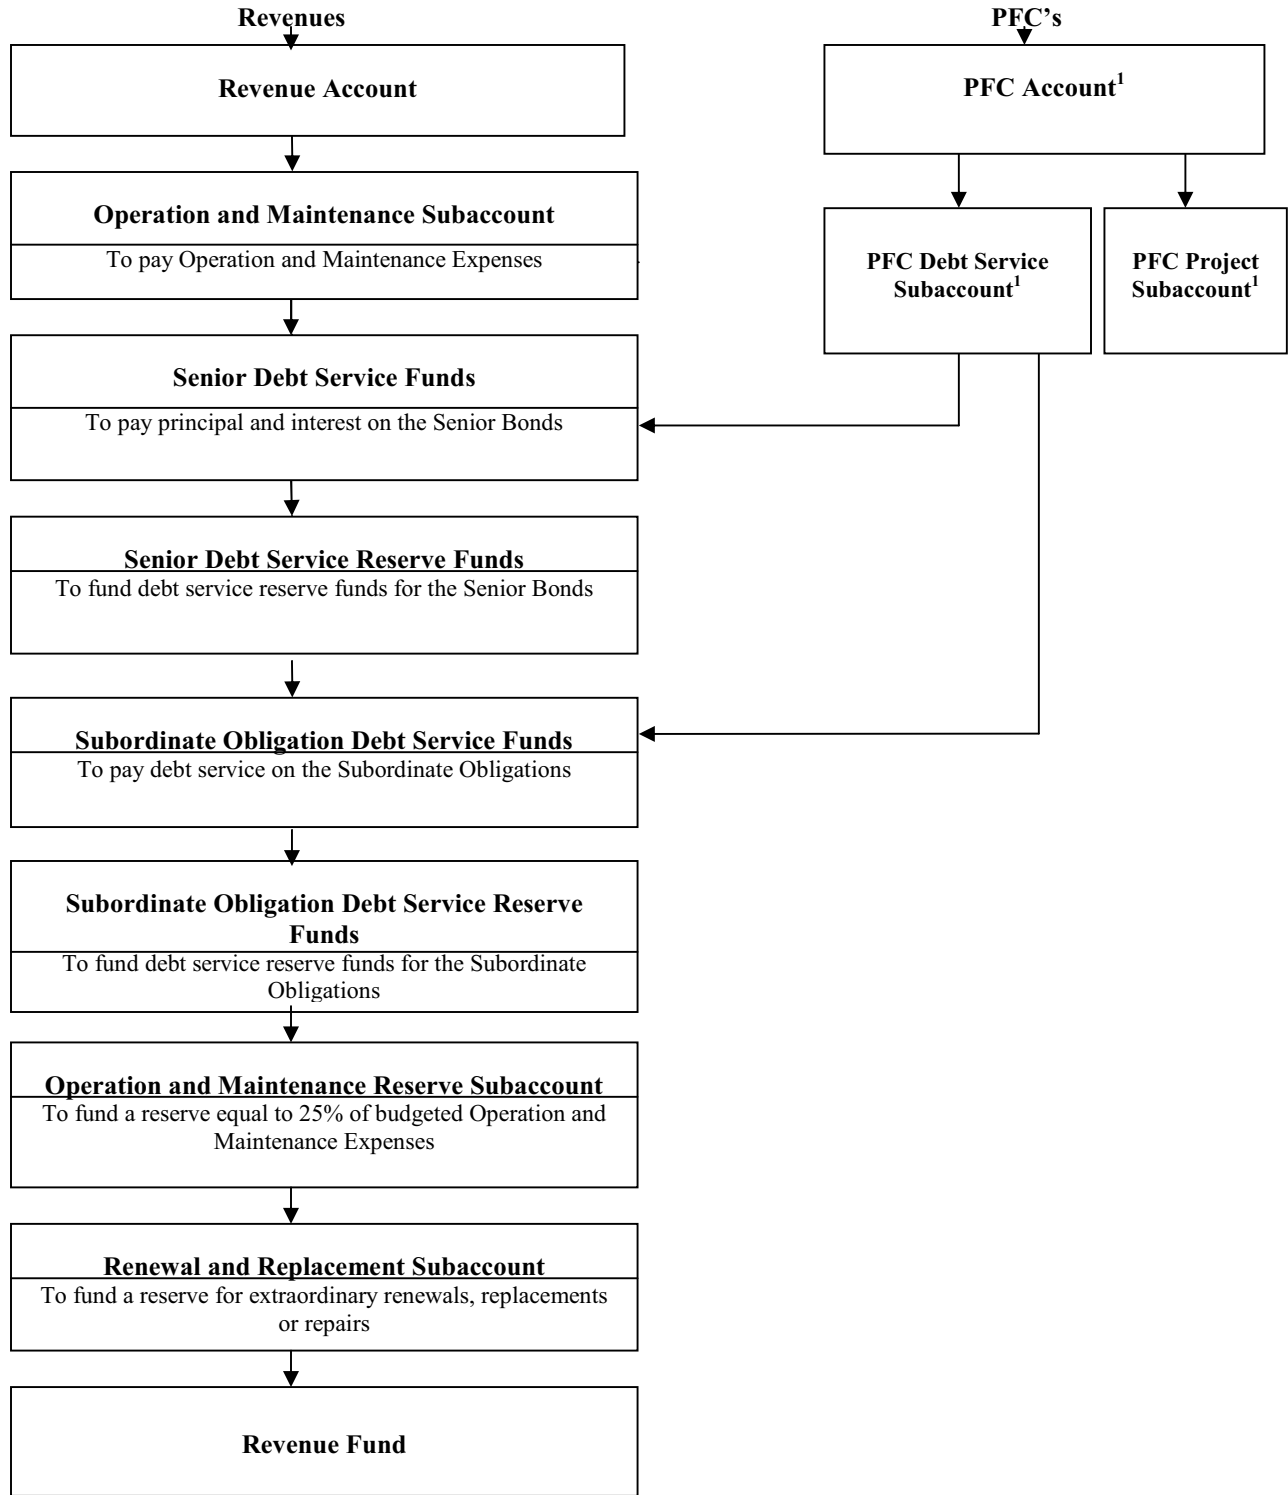 Revenues
Revenue Account
Operation and Maintenance Subaccount
To pay Operation and Maintenance Expenses
Senior Debt Service Funds
To pay principal and interest on the Senior Bonds
Senior Debt Service Reserve Funds
To fund debt service reserve funds for the Senior Bonds
Subordinate Obligation Debt Service Funds
To pay debt service on the Subordinate Obligations
Subordinate Obligation Debt Service Reserve
Funds
To fund debt service reserve funds for the Subordinate
Obligations
Operation and Maintenance Reserve Subaccount
To fund a reserve equal to 25% of budgeted Operation and
Maintenance Expenses
Renewal and Replacement Subaccount
To fund a reserve for extraordinary renewals, replacements
or repairs
Revenue Fund
PFC’s
PFC Account¹
PFC Debt Service
Subaccount¹
PFC Project
Subaccount¹